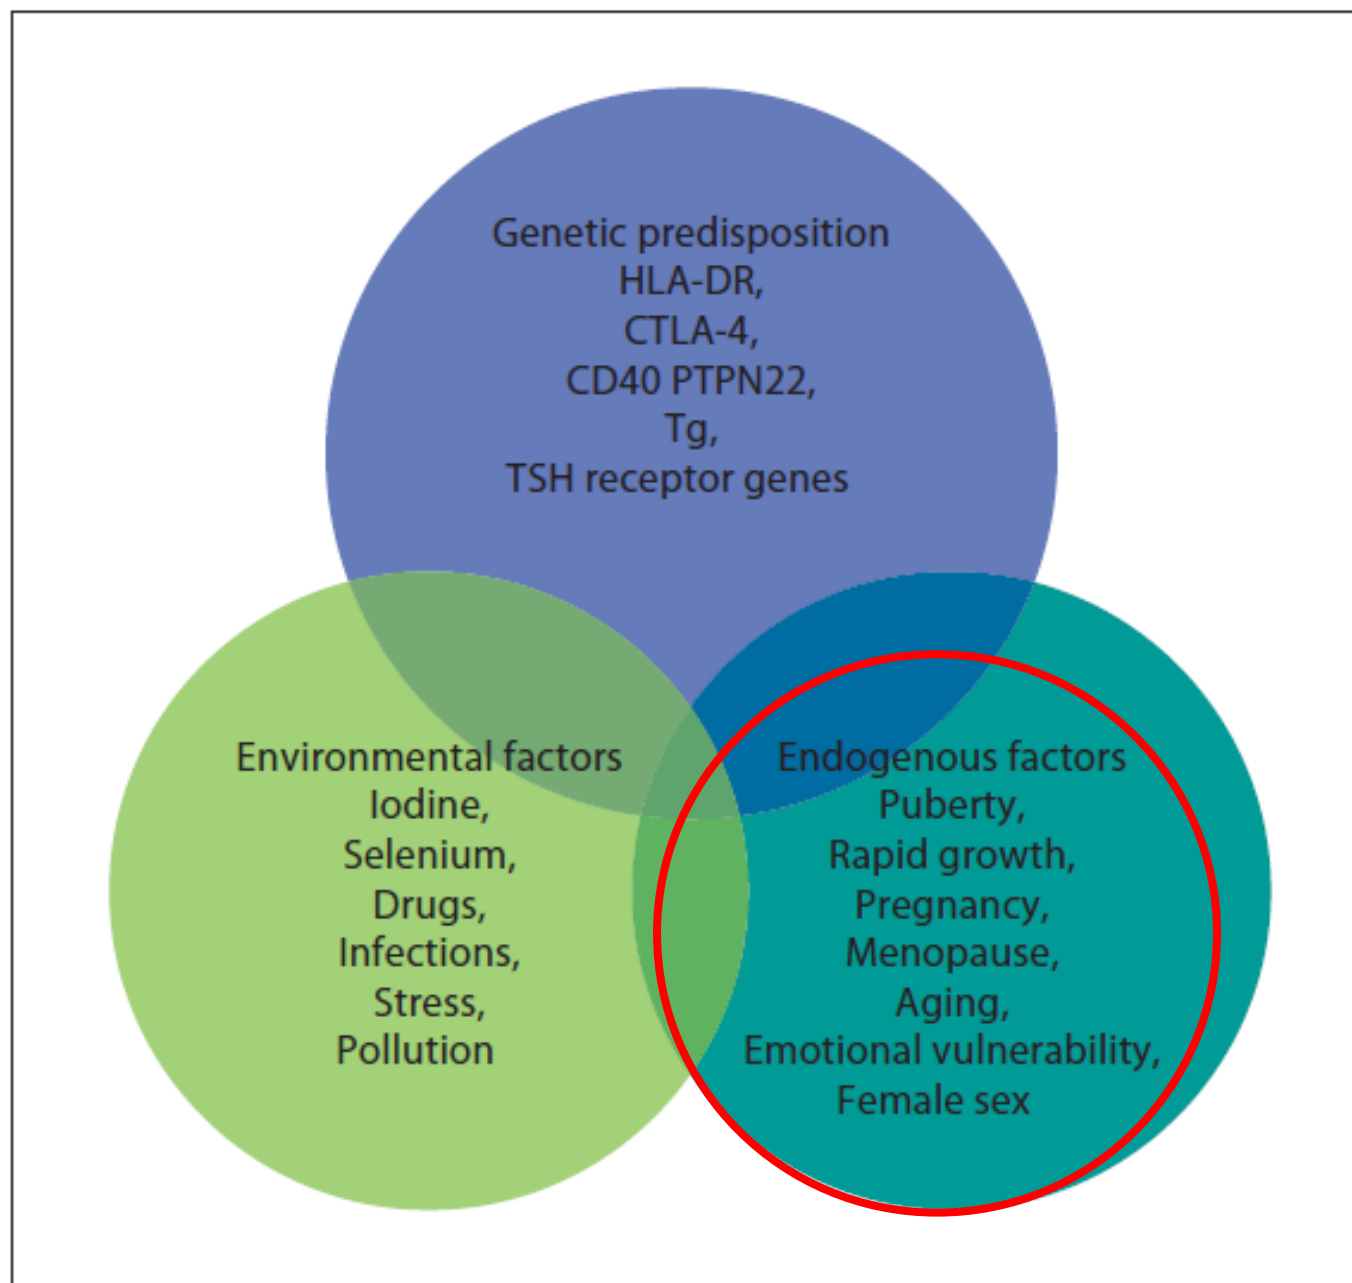 Genetic predisposition
HLA-DR,
CTLA-4,
CD40 PTPN22,
Tg,
TSH receptor genes
Environmental factors
Iodine,
Selenium,
Drugs,
Infections,
Stress,
Pollution
Endogenous factors
Puberty,
Rapid growth,
Pregnancy,
Menopause,
Aging,
Emotional vulnerability,
Female sex